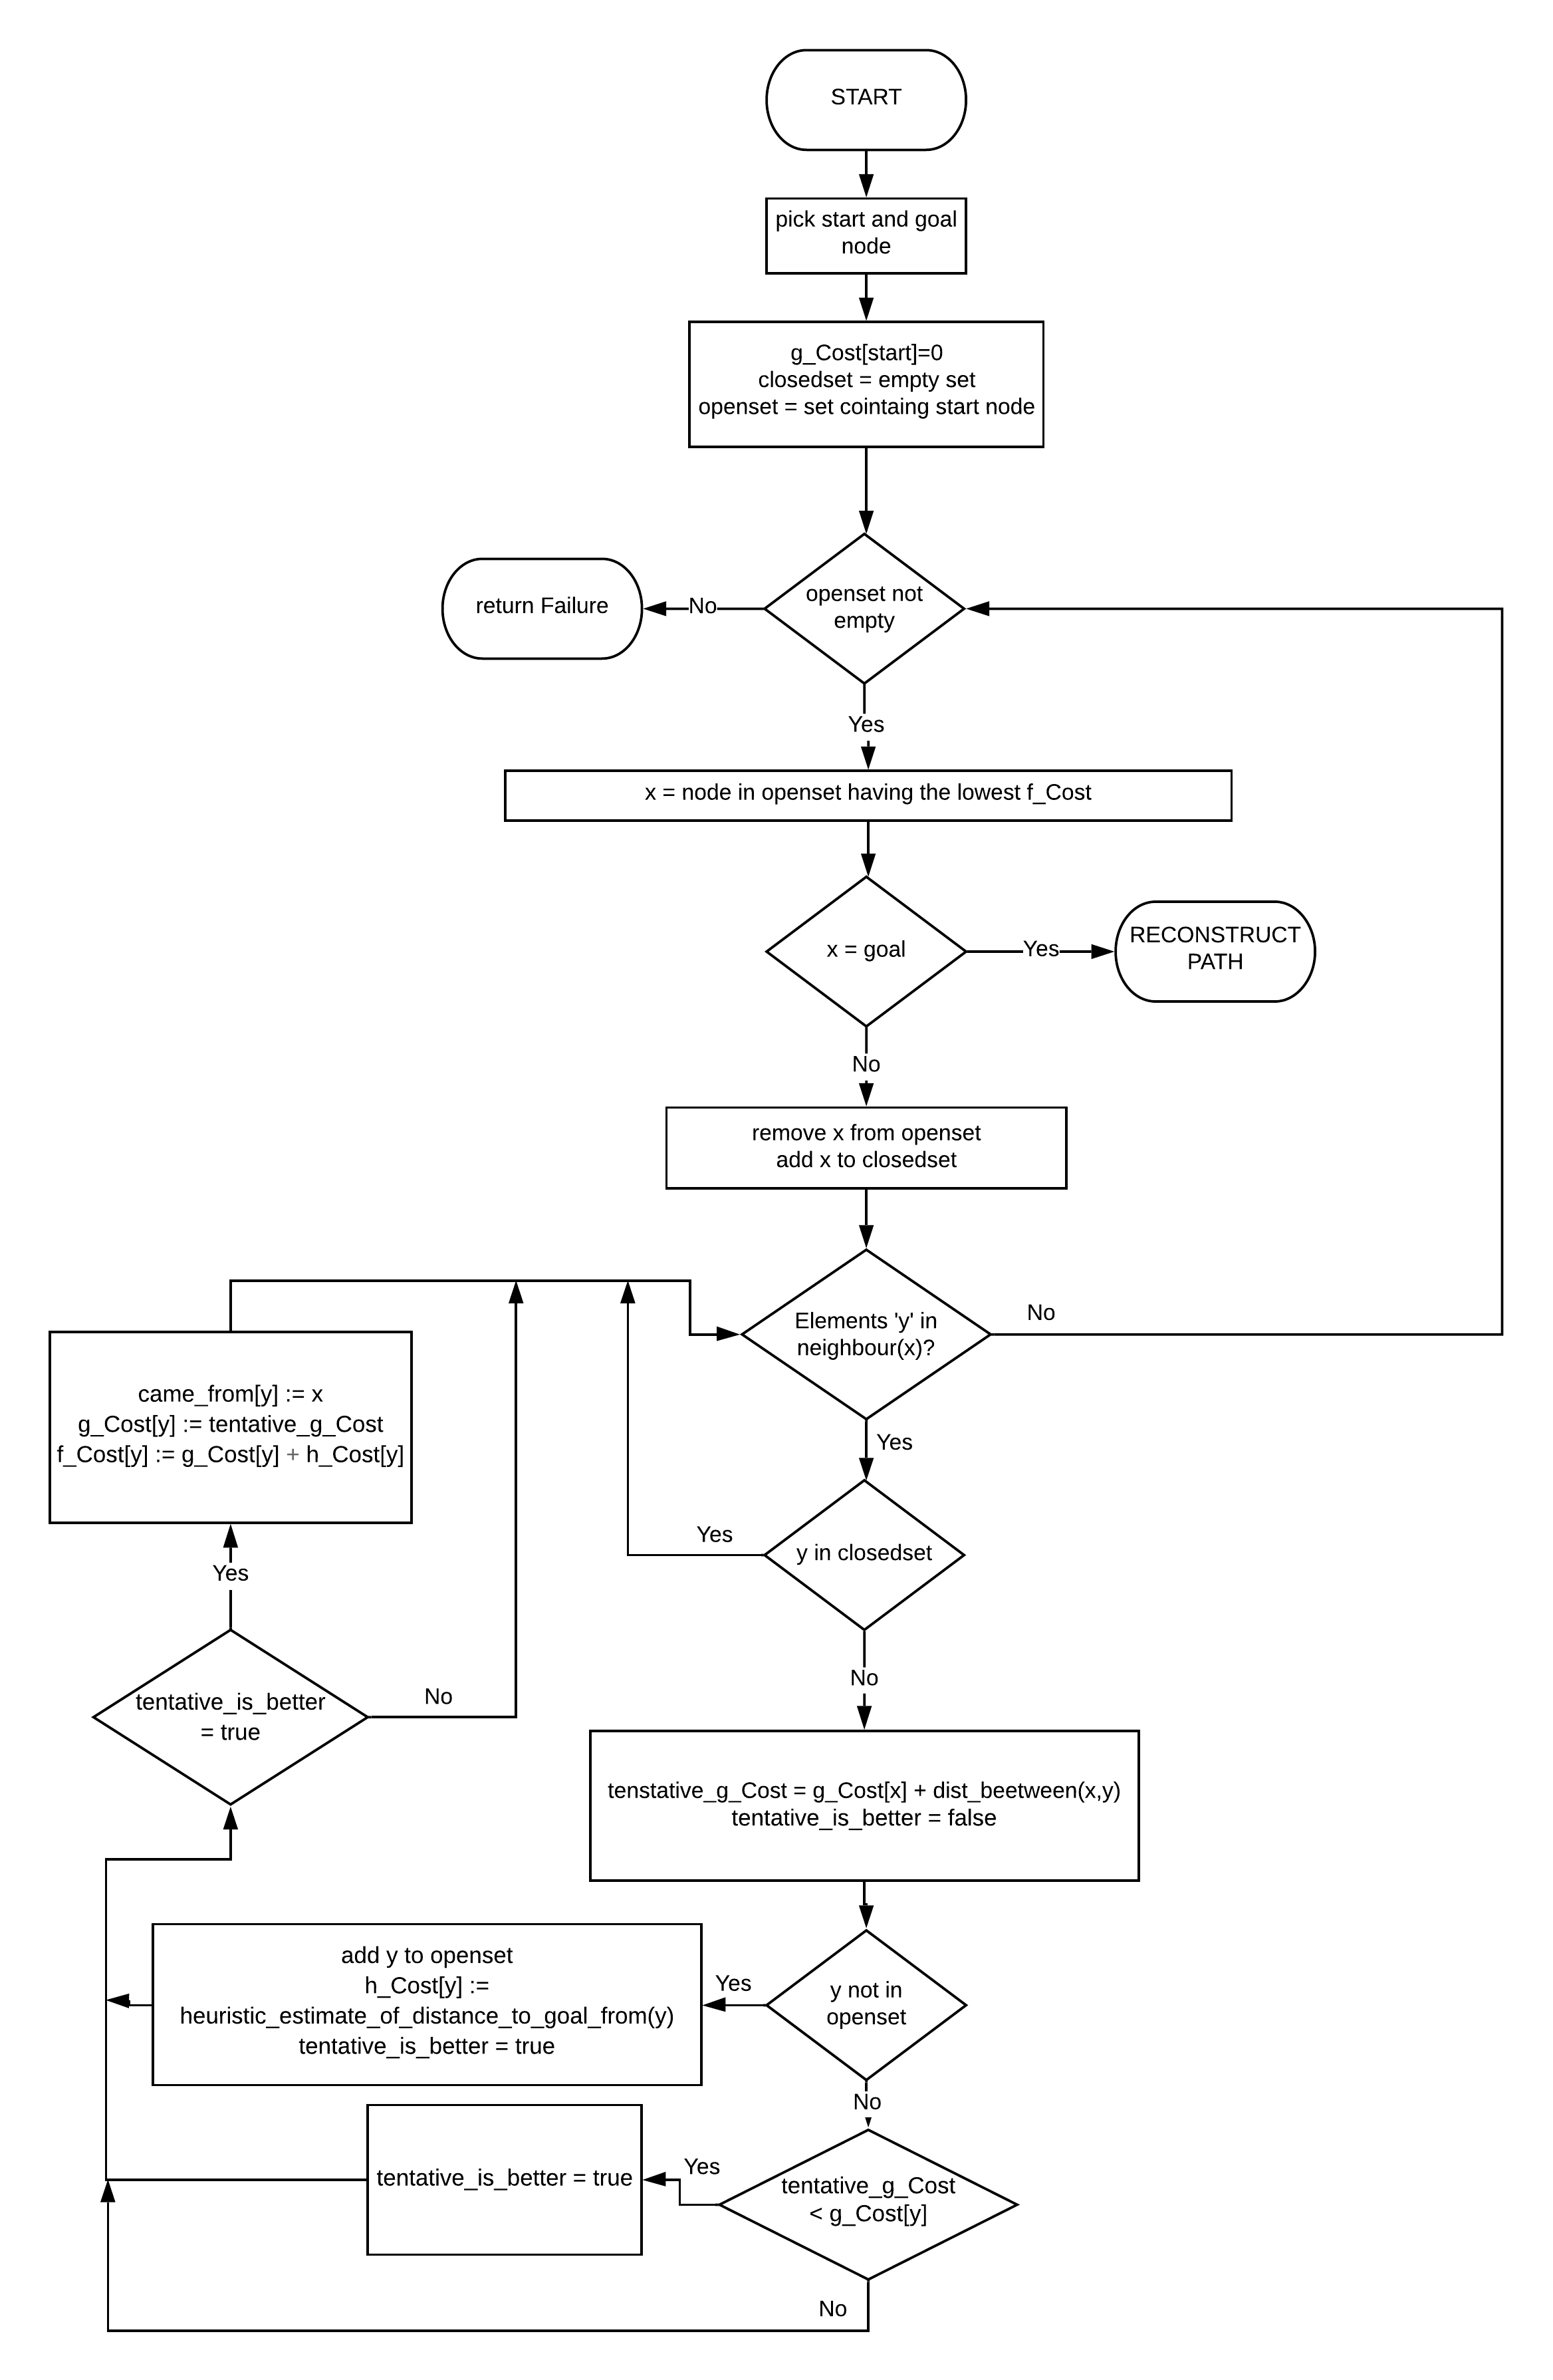 START
pick start and goal
node
g_Cost[start]=0
closedset = empty set
openset = set cointaing start node
openset not
empty
No
return Failure
Yes
x = node in openset having the lowest f_Cost
x = goal
Yes
RECONSTRUCT
PATH
No
remove x from openset
add x to closedset
Elements 'y' in
neighbour(x)?
No
Yes
y in closedset
Yes
No
tenstative_g_Cost = g_Cost[x] + dist_beetween(x,y)
tentative_is_better = false
y not in
openset
Yes
add y to openset
h_Cost[y] :=
heuristic_estimate_of_distance_to_goal_from(y)
tentative_is_better = true
No
tentative_g_Cost
< g_Cost[y]
Yes
tentative_is_better = true
No
tentative_is_better
= true
No
Yes
came_from[y] := x
g_Cost[y] := tentative_g_Cost
f_Cost[y] := g_Cost[y] + h_Cost[y]